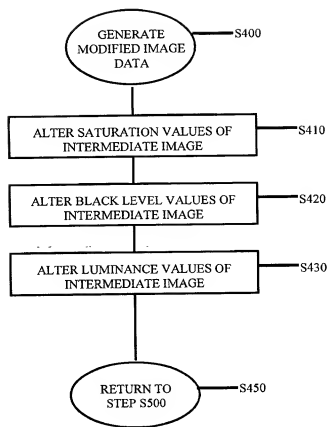 GENERATE
MODIFIED IMAGE
DATA
S400
ALTER SATURATION VALUES OF
INTERMEDIATE IMAGE
S410
ALTER BLACK LEVEL VALUES OF
INTERMEDIATE IMAGE
S420
ALTER LUMINANCE VALUES OF
INTERMEDIATE IMAGE
S430
RETURN TO
STEP S500
S450